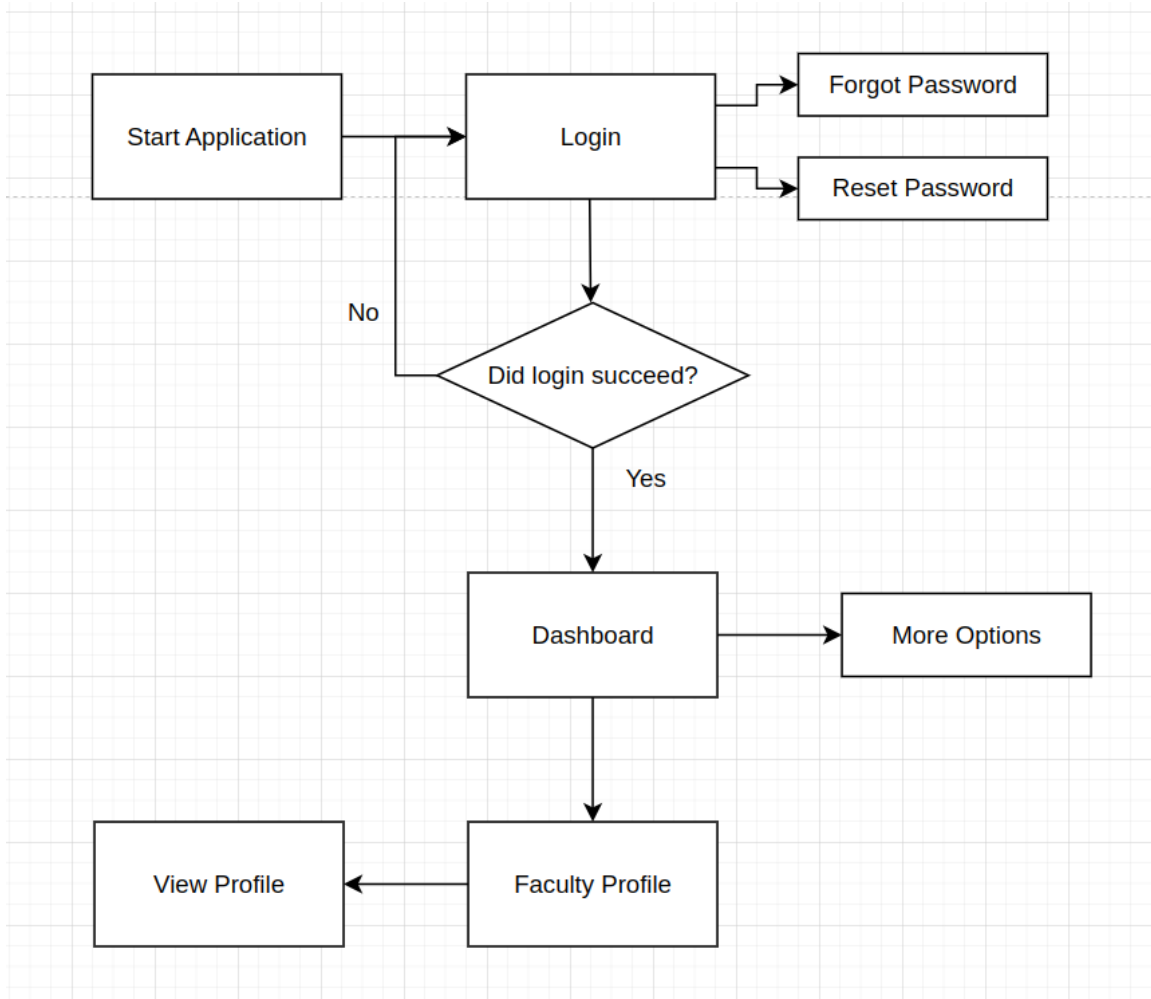 Start Application
Login
Forgot Password
Reset Password
No
Did login succeed?
Yes
Dashboard
More Options
View Profile
Faculty Profile